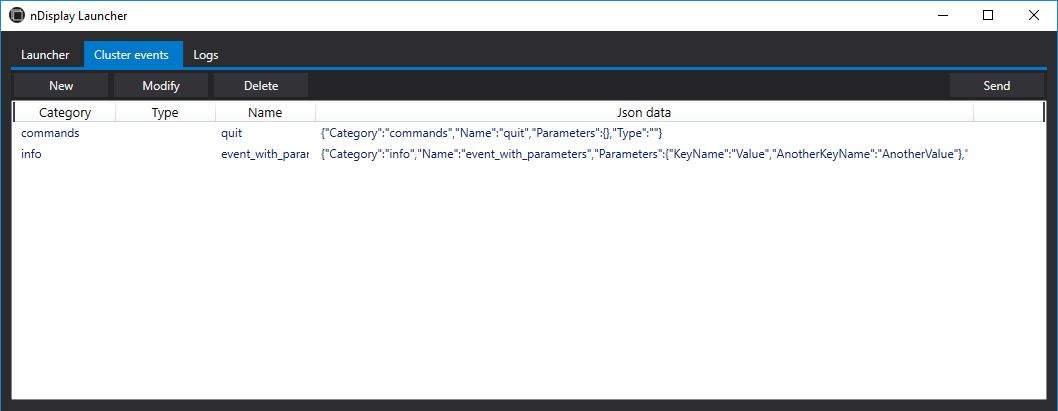 nDisplay Launcher
Launcher Cluster events Logs
New Modify Delete Send
Category Type Name Json data
commands quit {"Category":"commands","Name":"quit","Parameters":{},"Type":""}
info event_with_parar {"Category":"info","Name":"event_with_parameters","Parameters":{"KeyName":"Value","AnotherKeyName":"AnotherValue"},"